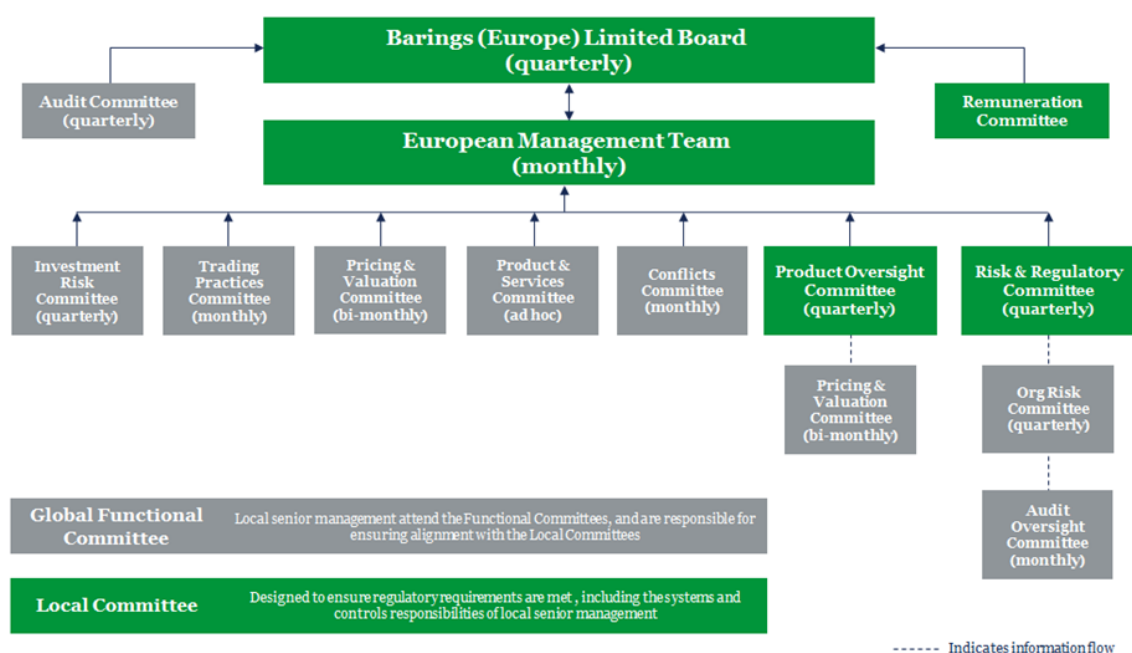 Barings (Europe) Limited Board
(quarterly)
Audit Committee
(quarterly)
Remuneration
Committee
European Management Team
(monthly)
Investment
Risk
Committee
(quarterly)
Trading
Practices
Committee
(monthly)
Pricing &
Valuation
Committee
(bi-monthly)
Product &
Services
Committee
(ad hoc)
Conflicts
Committee
(monthly)
Product Oversight
Committee
(quarterly)
Risk & Regulatory
Committee
(quarterly)
Pricing &
Valuation
Committee
(bi-monthly)
Org Risk
Committee
(quarterly)
Audit
Oversight
Committee
(monthly)
Global Functional
Committee
Local senior management attend the Functional Committees, and are responsible for
ensuring alignment with the Local Committees
Local Committee
Designed to ensure regulatory requirements are met , including the systems and
controls responsibilities of local senior management
Indicates information flow